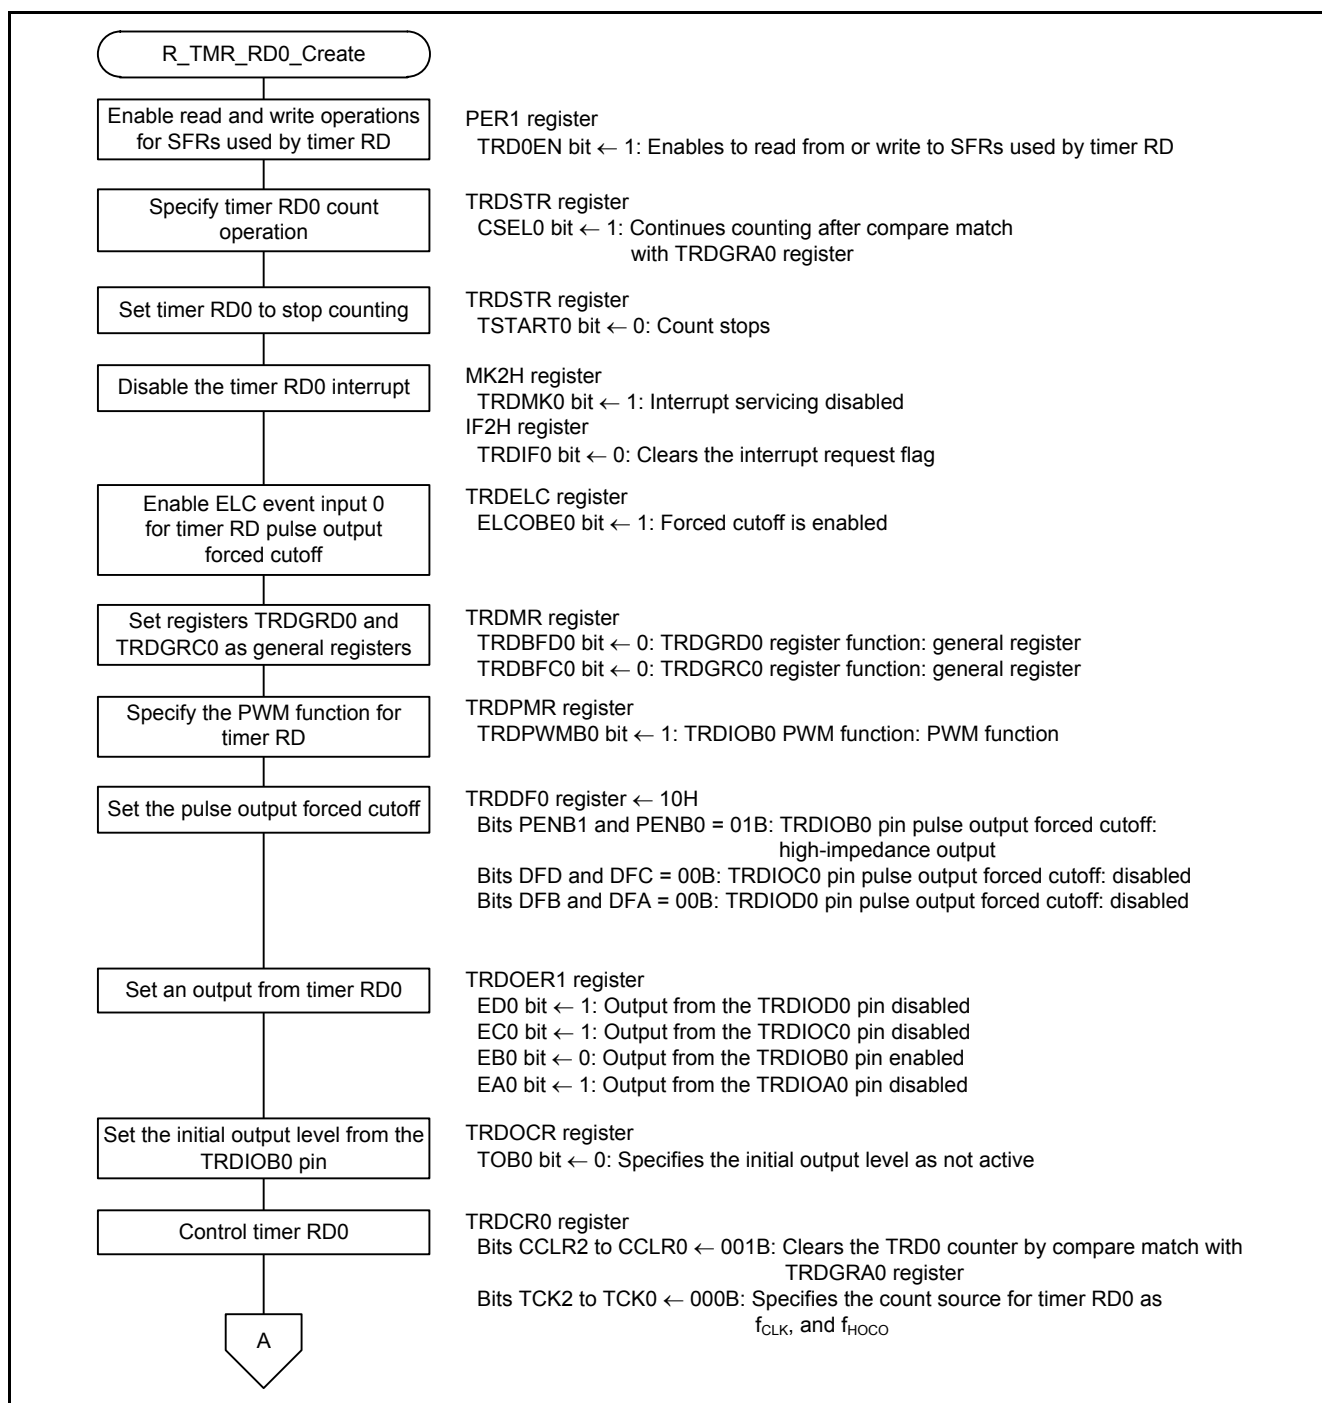 R_TMR_RD0_Create
Enable read and write operations
for SFRs used by timer RD
PER1 register
TRD0EN bit ← 1: Enables to read from or write to SFRs used by timer RD
Specify timer RD0 count
operation
TRDSTR register
CSEL0 bit ← 1: Continues counting after compare match
with TRDGRA0 register
Set timer RD0 to stop counting
TRDSTR register
TSTART0 bit ← 0: Count stops
Disable the timer RD0 interrupt
MK2H register
TRDMK0 bit ← 1: Interrupt servicing disabled
IF2H register
TRDIF0 bit ← 0: Clears the interrupt request flag
Enable ELC event input 0
for timer RD pulse output
forced cutoff
TRDELC register
ELCOBE0 bit ← 1: Forced cutoff is enabled
Set registers TRDGRD0 and
TRDGRC0 as general registers
TRDMR register
TRDBFD0 bit ← 0: TRDGRD0 register function: general register
TRDBFC0 bit ← 0: TRDGRC0 register function: general register
Specify the PWM function for
timer RD
TRDPMR register
TRDPWMB0 bit ← 1: TRDIOB0 PWM function: PWM function
Set the pulse output forced cutoff
TRDDF0 register ← 10H
Bits PENB1 and PENB0 = 01B: TRDIOB0 pin pulse output forced cutoff:
high-impedance output
Bits DFD and DFC = 00B: TRDIOC0 pin pulse output forced cutoff: disabled
Bits DFB and DFA = 00B: TRDIOD0 pin pulse output forced cutoff: disabled
Set an output from timer RD0
TRDOER1 register
ED0 bit ← 1: Output from the TRDIOD0 pin disabled
EC0 bit ← 1: Output from the TRDIOC0 pin disabled
EB0 bit ← 0: Output from the TRDIOB0 pin enabled
EA0 bit ← 1: Output from the TRDIOA0 pin disabled
Set the initial output level from the
TRDIOB0 pin
TRDOCR register
TOB0 bit ← 0: Specifies the initial output level as not active
Control timer RD0
TRDCR0 register
Bits CCLR2 to CCLR0 ← 001B: Clears the TRD0 counter by compare match with
TRDGRA0 register
Bits TCK2 to TCK0 ← 000B: Specifies the count source for timer RD0 as
fCLK, and fHOCO
A